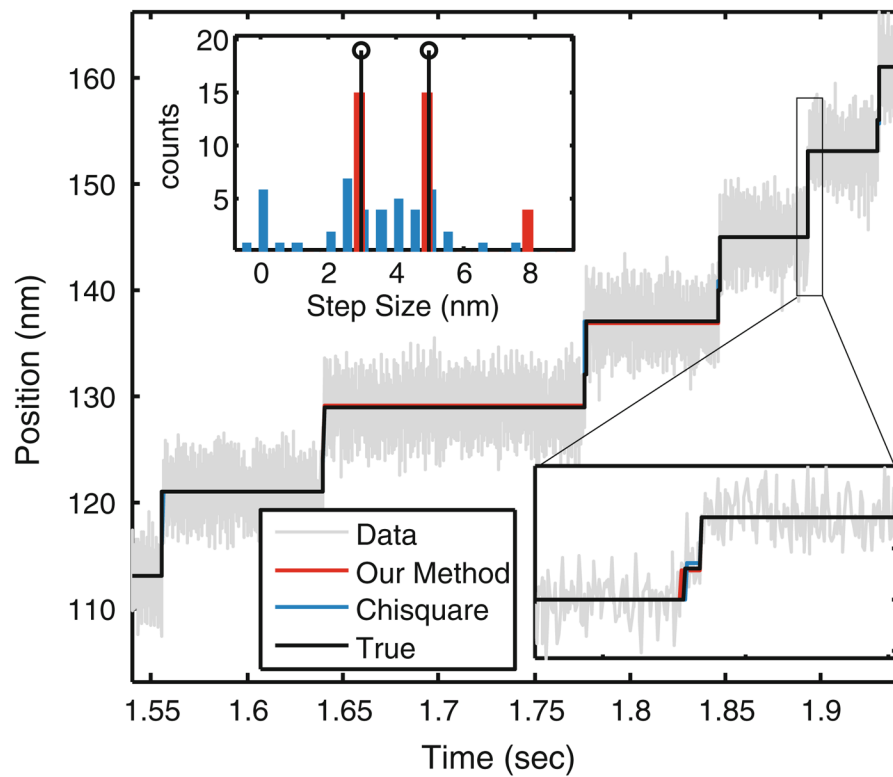 20
15
10
5
counts
0 2 4 6 8
Step Size (nm)
160
150
140
130
120
110
Position (nm)
Data
Our Method
Chisquare
True
1.55 1.6 1.65 1.7 1.75 1.8 1.85 1.9
Time (sec)